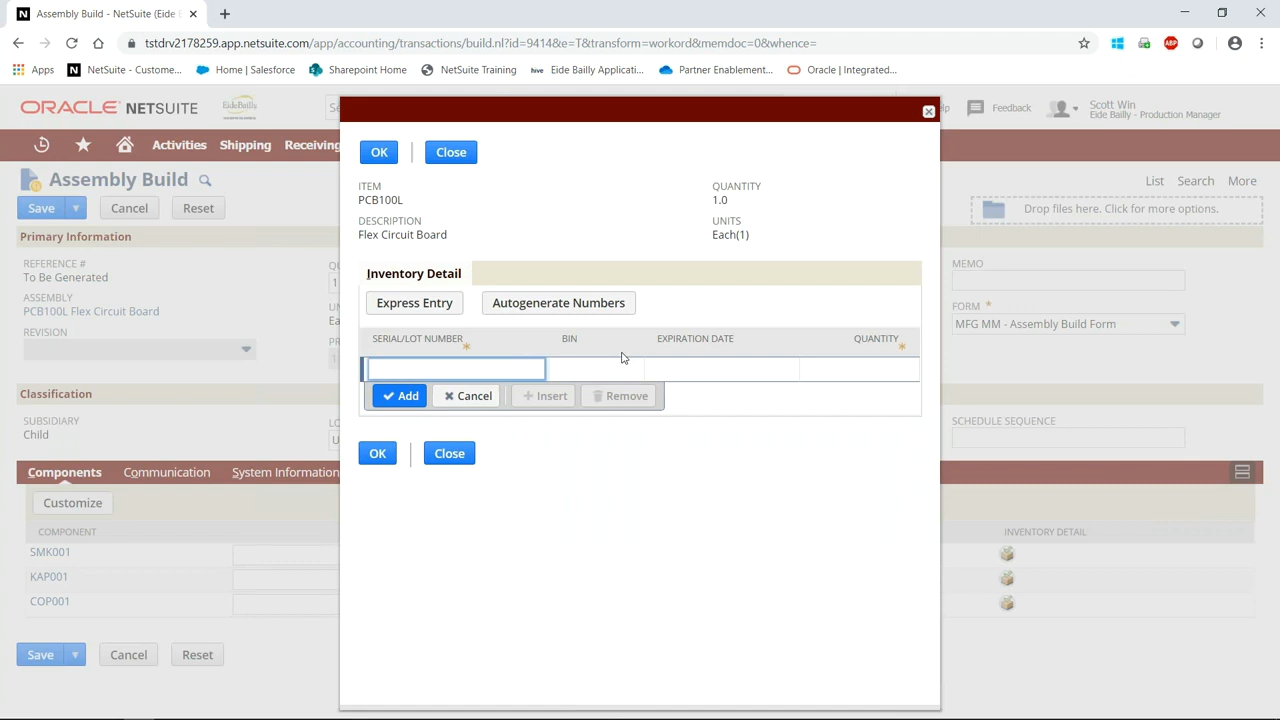 Assembly Build - NetSuite (Eide E
tstdrv2178259.app.netsuite.com/app/accounting/transactions/build.nl?id=9414&e=T&transform=workord&memdoc=0&whence=
Apps NetSuite - Custome... Home | Salesforce Sharepoint Home NetSuite Training hive Eide Bailly Applicati... Partner Enablement... Oracle | Integrated...
ORACLE NETSUITE EideBailly Feedback Scott Win
Eide Bailly - Production Manager
Activities Shipping Receiving
Assembly Build List Search More
Save Cancel Reset Drop files here. Click for more options.
Primary Information
REFERENCE #
To Be Generated
ASSEMBLY
PCB100L Flex Circuit Board
REVISION
MEMO
FORM *
MFG MM - Assembly Build Form
Classification
SUBSIDIARY
Child
SCHEDULE SEQUENCE
Components Communication System Information
Customize
COMPONENT INVENTORY DETAIL
SMK001
KAP001
COP001
Save Cancel Reset
OK Close
ITEM
PCB100L
QUANTITY
1.0
DESCRIPTION
Flex Circuit Board
UNITS
Each(1)
Inventory Detail
Express Entry Autogenerate Numbers
SERIAL/LOT NUMBER * BIN EXPIRATION DATE QUANTITY *
Add Cancel Insert Remove
OK Close